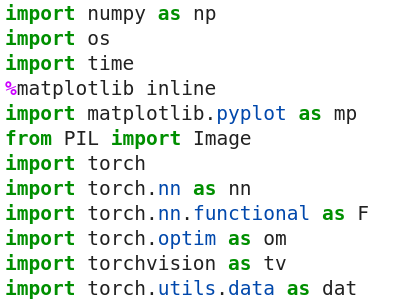 import numpy as np
import os
import time
%matplotlib inline
import matplotlib.pyplot as mp
from PIL import Image
import torch
import torch.nn as nn
import torch.nn.functional as F
import torch.optim as om
import torchvision as tv
import torch.utils.data as dat